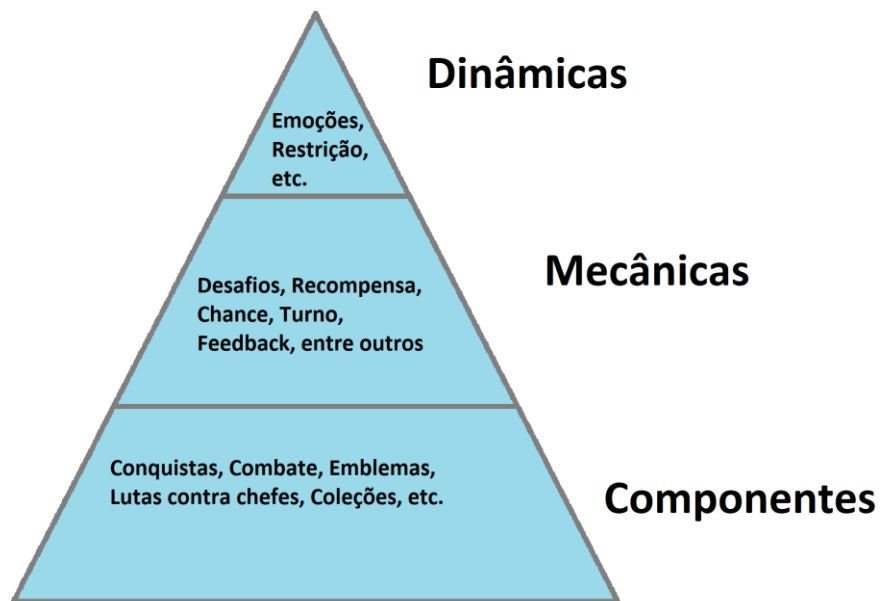 Dinâmicas
Emoções,
Restrição,
etc.
Mecânicas
Desafios, Recompensa,
Chance, Turno,
Feedback, entre outros
Conquistas, Combate, Emblemas,
Lutas contra chefes, Coleções, etc.
Componentes